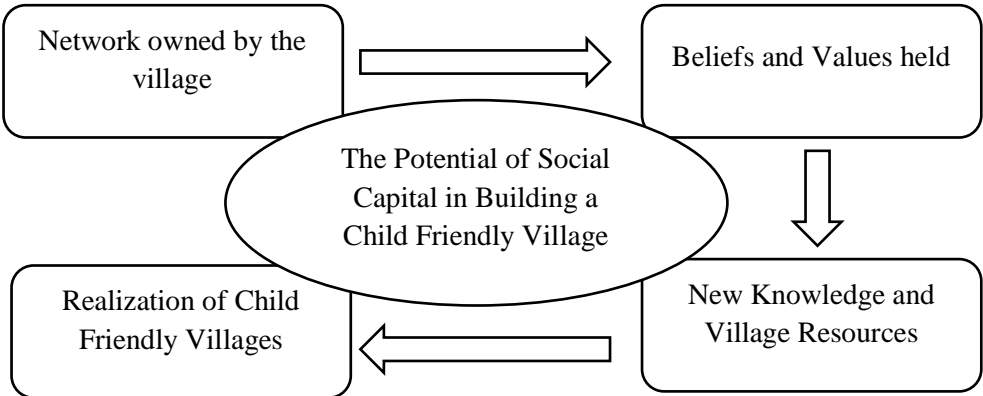 Network owned by the
village
Beliefs and Values held
The Potential of Social
Capital in Building a
Child Friendly Village
Realization of Child
Friendly Villages
New Knowledge and
Village Resources